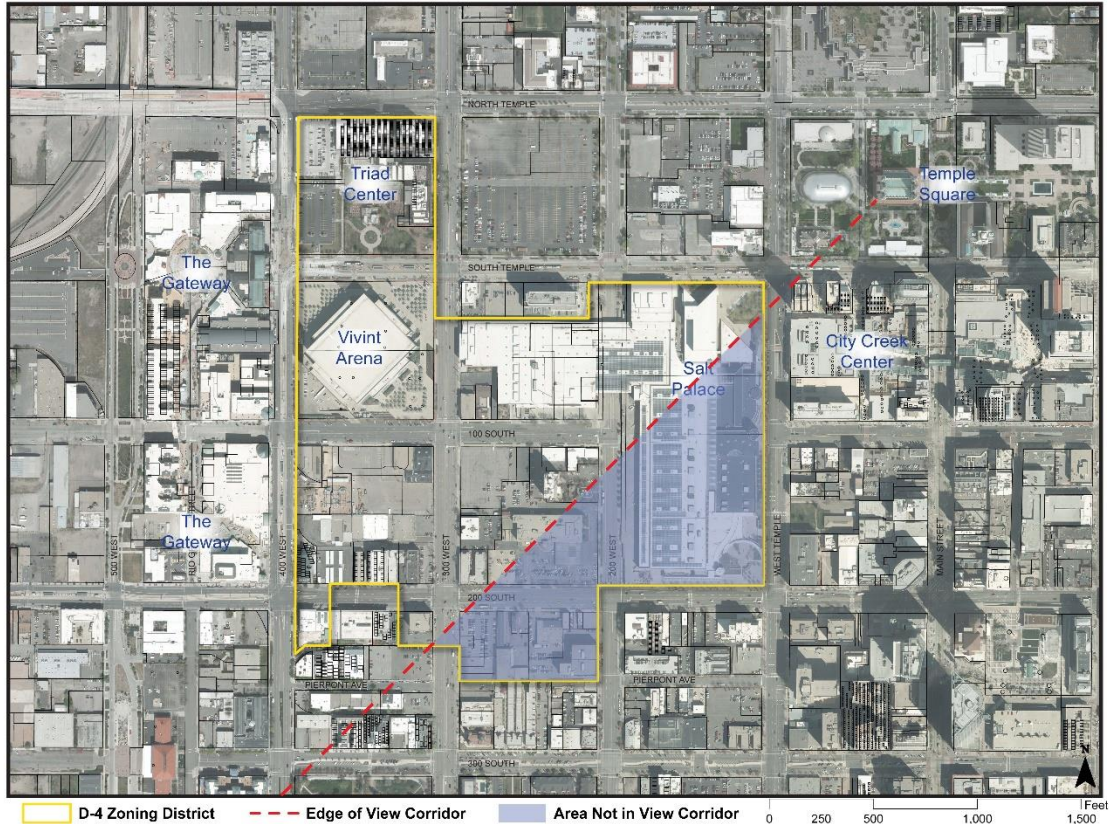 NORTH TEMPLE
Triad
Center
Temple
Square
The
Gateway
SOUTH TEMPLE
Vivint
Arena
City Creek
Center
Salt
Palace
100 SOUTH
The
Gateway
500 WEST
400 WEST
300 WEST
200 WEST
WEST TEMPLE
MAIN STREET
200 SOUTH
PIERPONT AVE
PIERPONT AVE
300 SOUTH
N
D-4 Zoning District
Edge of View Corridor
Area Not in View Corridor
Feet
0 250 500 1,000 1,500